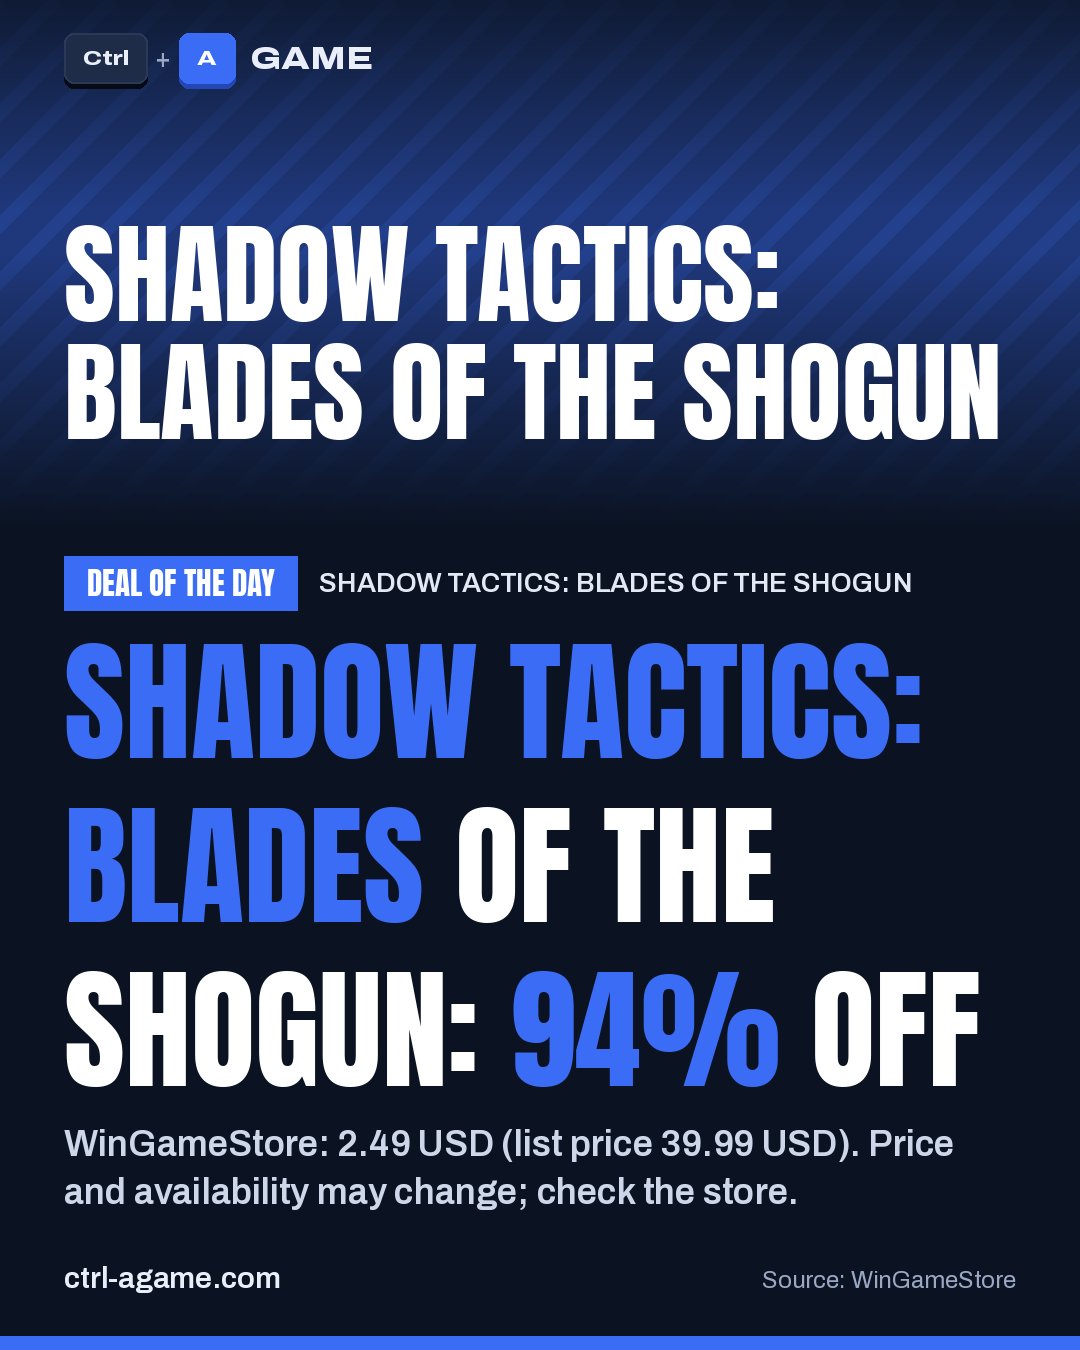 Ctrl + A GAME
SHADOW TACTICS:
BLADES OF THE SHOGUN
DEAL OF THE DAY SHADOW TACTICS: BLADES OF THE SHOGUN
SHADOW TACTICS:
BLADES OF THE
SHOGUN: 94% OFF
WinGameStore: 2.49 USD (list price 39.99 USD). Price
and availability may change; check the store.
ctrl-agame.com Source: WinGameStore